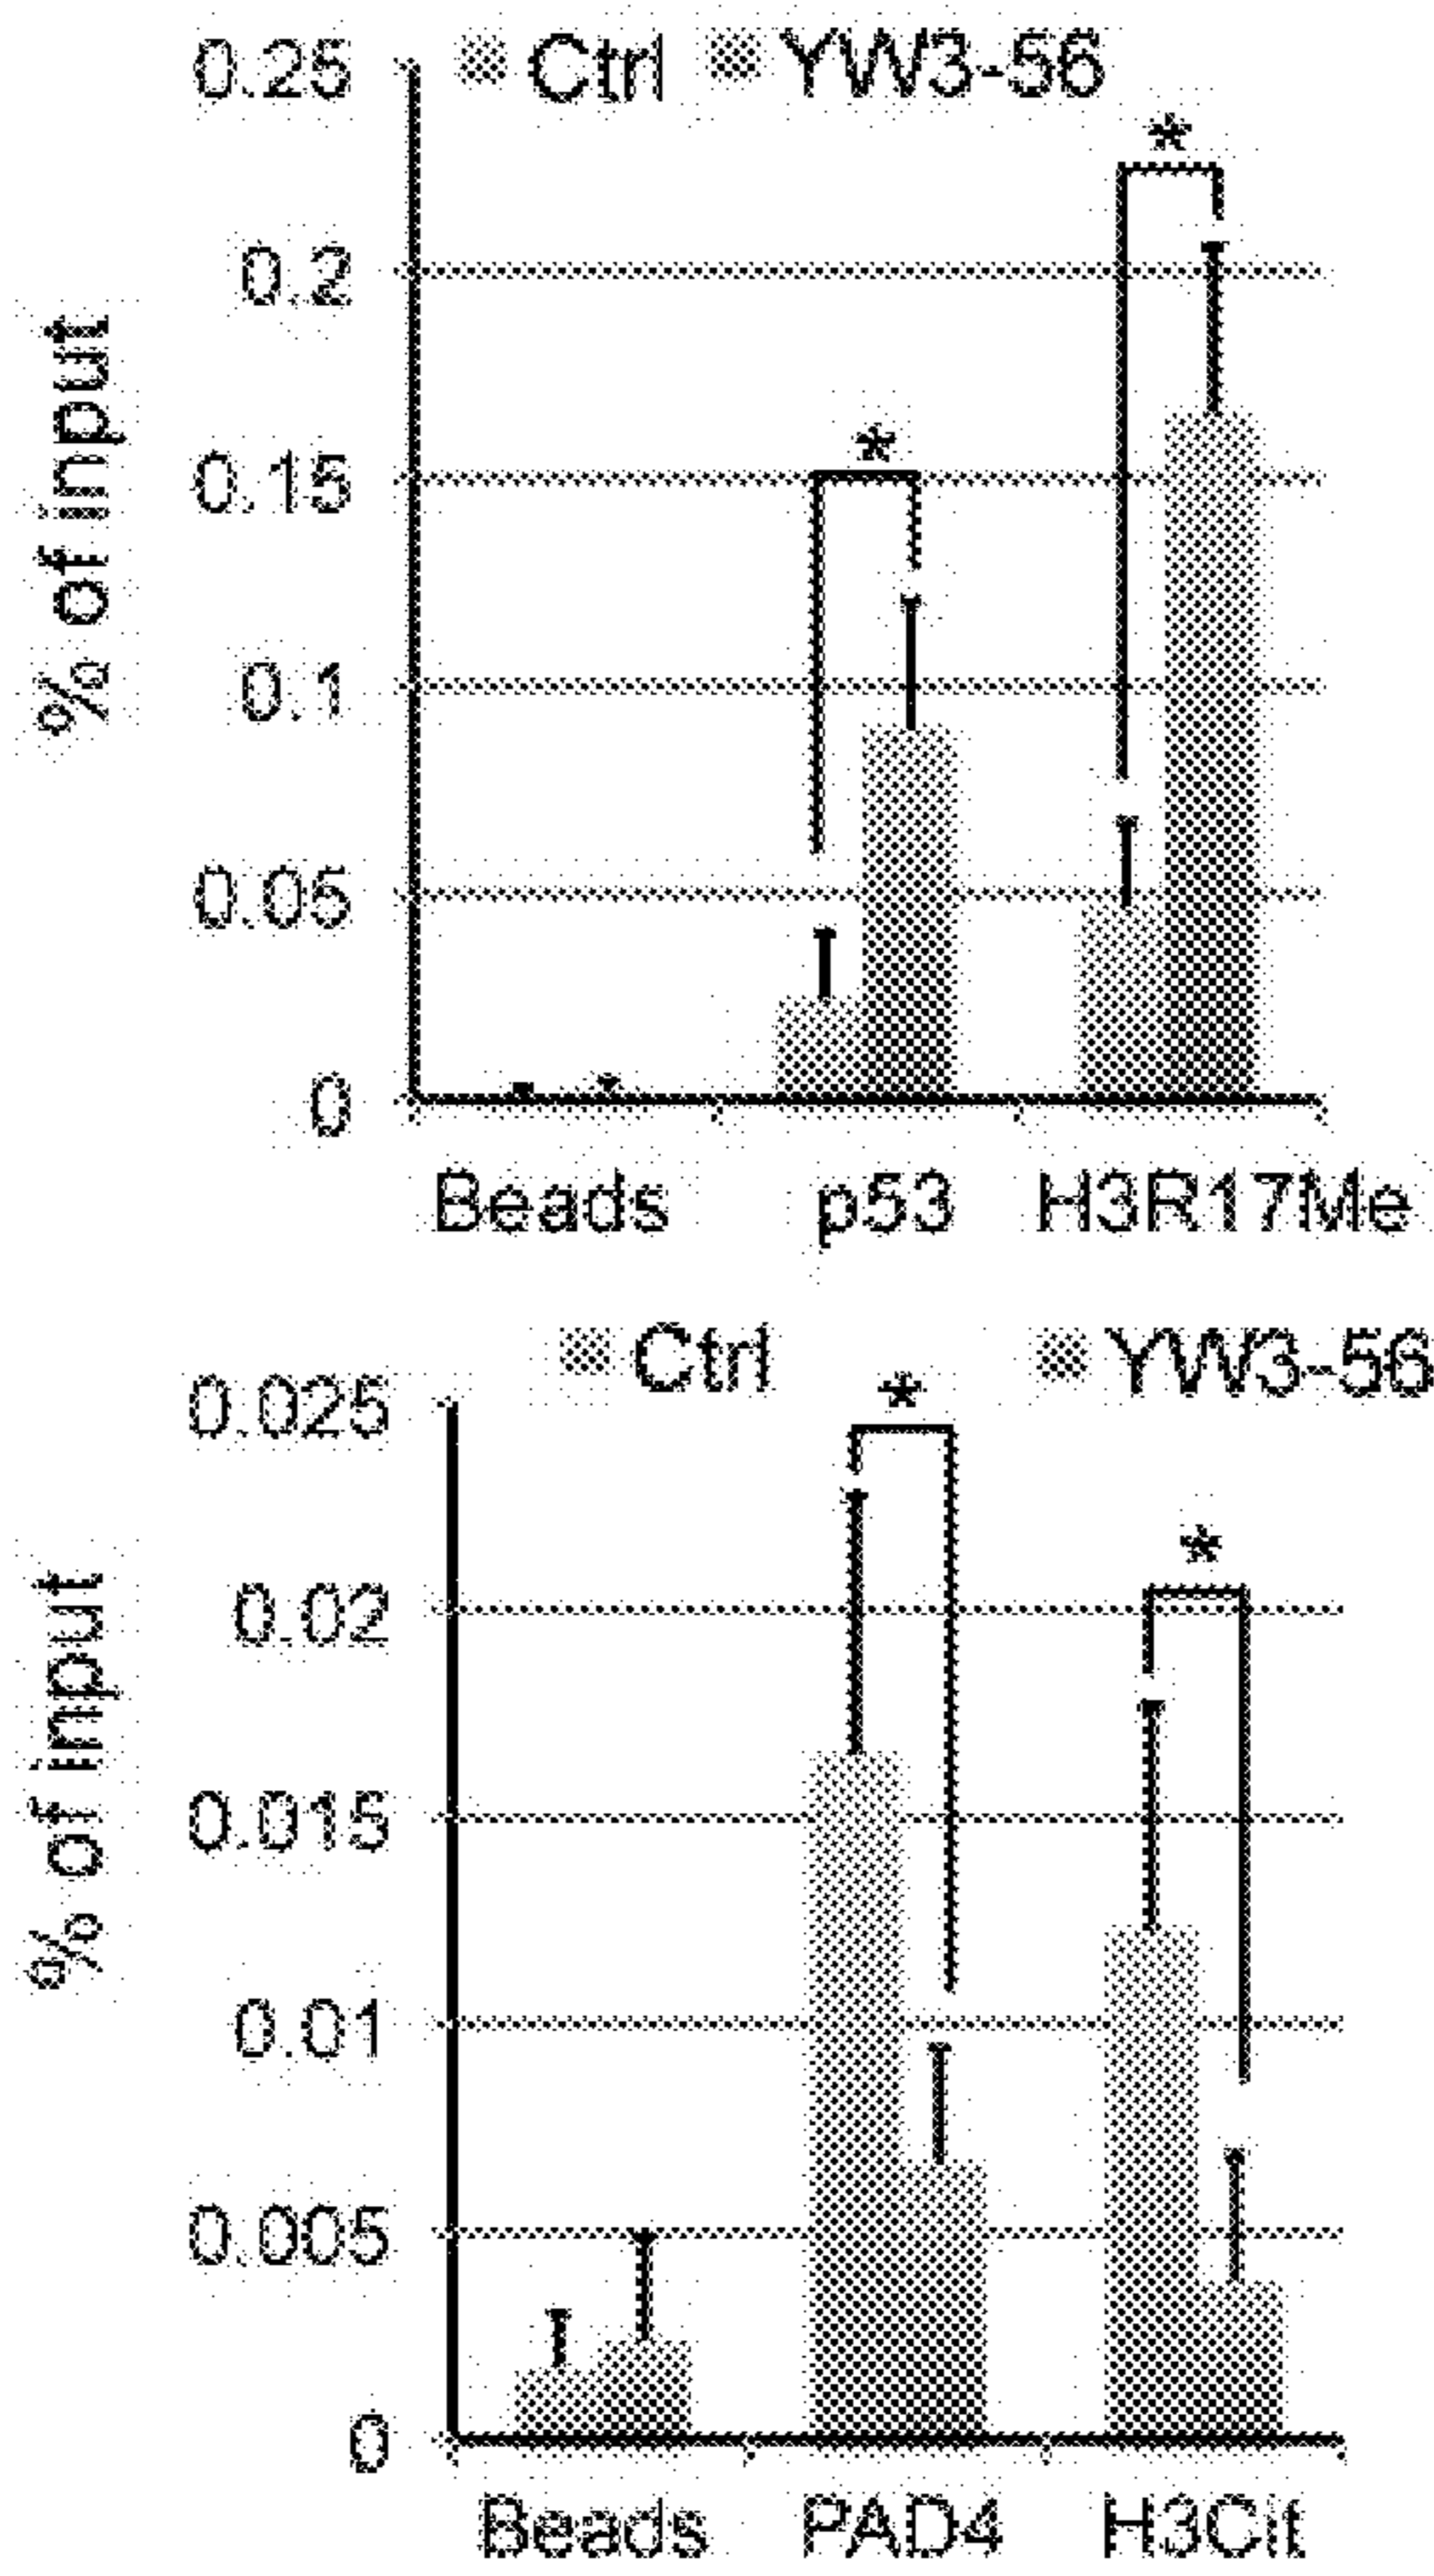 0.25 Ctrl YW3-56
*
0.2
0.15 *
0.1
0.05
0
% of input
Beads p53 H3R17Me
Ctrl YW3-56
0.025 *
0.02 *
0.015
0.01
0.005
0
% of input
Beads PAD4 H3Cit